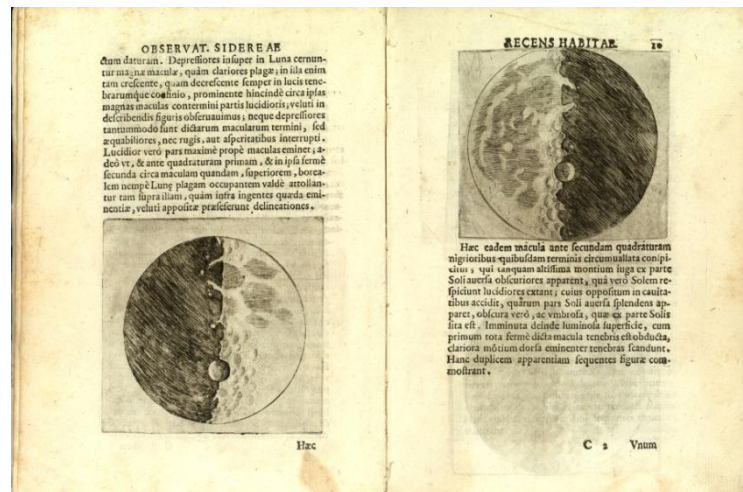 OBSERVAT. SIDEREAE
ctum daturam. Depreſſiores inſuper in Luna cernun-
tur magnæ maculæ, quàm clariores plagæ; in illa enim
tam creſcente, quam decreſcente ſemper in lucis tene-
brarumque confinio, prominente hincindè circa ipſas
magnas maculas contermini partis lucidioris; veluti in
deſcribendis figuris obſeruauimus; neque depreſſiores
tantummodo ſunt dictarum macularum termini, ſed
æquabiliores, nec rugis, aut aſperitatibus interrupti.
Lucidior verò pars maximè propè maculas eminet; a-
deò vt, & ante quadraturam primam, & in ipſa fermè
ſecunda circa maculam quandam, ſuperiorem, borea-
lem nempè Lunę plagam occupantem valdè attollan-
tur tam ſupra illam, quàm infra ingentes quæda emi-
nentiæ, veluti appoſitæ præſeferunt delineationes.
Hæc
RECENS HABITAE. 10
Hæc eadem macula ante ſecundam quadraturam
nigrioribus quibuſdam terminis circumuallata conſpi-
citur; qui tanquam altiſſima montium iuga ex parte
Soli auerſa obſcuriores apparent, quà verò Solem re-
ſpiciunt lucidiores extant; cuius oppoſitum in cauita-
tibus accidit, quarum pars Soli auerſa ſplendens ap-
paret, obſcura verò, ac vmbroſa, quæ ex parte Solis
ſita eſt. Imminuta deinde luminoſa ſuperficie, cum
primum tota fermè dicta macula tenebris eſt obducta,
clariora mõtium dorſa eminenter tenebras ſcandunt.
Hanc duplicem apparentiam ſequentes figuræ com-
moſtrant.
C 2 Vnum